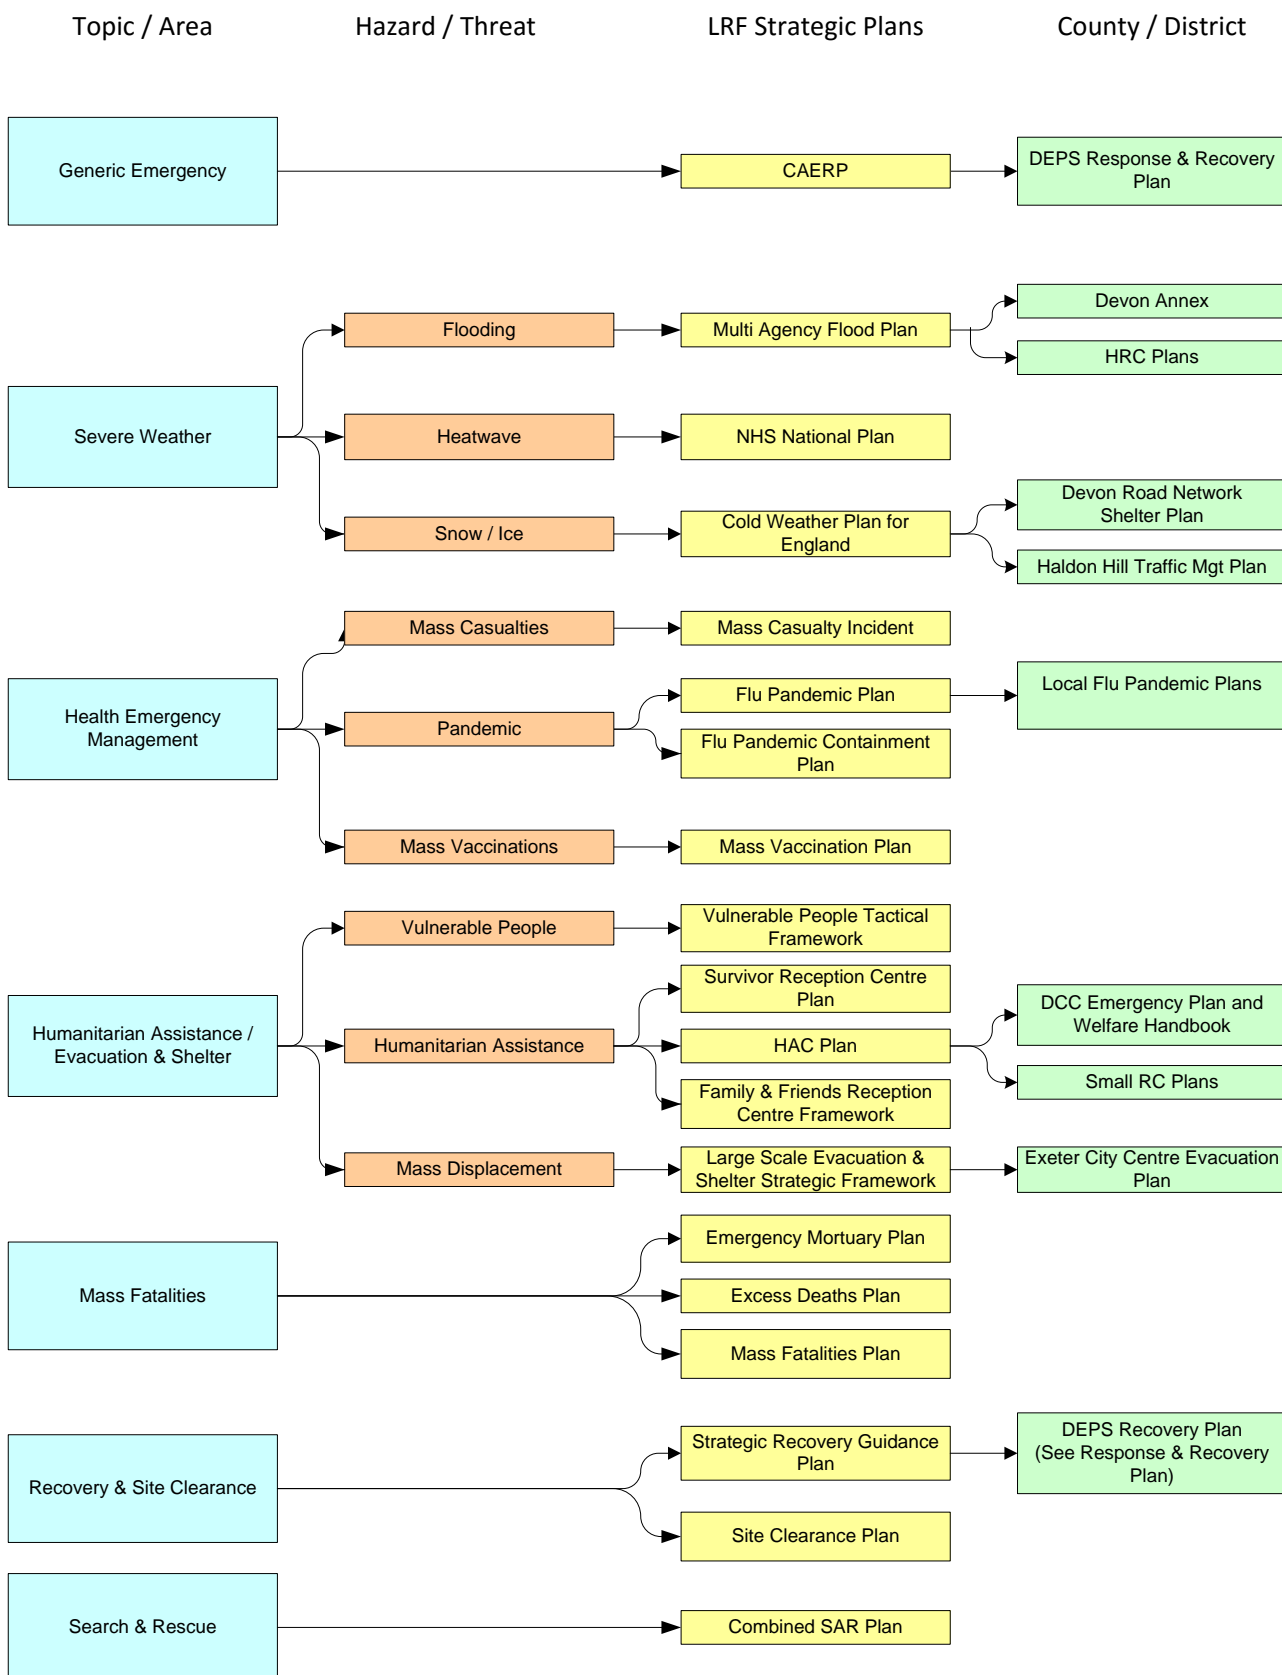 Topic / Area
Hazard / Threat
LRF Strategic Plans
County / District
Generic Emergency
CAERP
DEPS Response & Recovery
Plan
Severe Weather
Flooding
Multi Agency Flood Plan
Devon Annex
HRC Plans
Heatwave
NHS National Plan
Snow / Ice
Cold Weather Plan for
England
Devon Road Network
Shelter Plan
Haldon Hill Traffic Mgt Plan
Health Emergency
Management
Mass Casualties
Mass Casualty Incident
Pandemic
Flu Pandemic Plan
Local Flu Pandemic Plans
Flu Pandemic Containment
Plan
Mass Vaccinations
Mass Vaccination Plan
Humanitarian Assistance /
Evacuation & Shelter
Vulnerable People
Vulnerable People Tactical
Framework
Humanitarian Assistance
Survivor Reception Centre
Plan
HAC Plan
DCC Emergency Plan and
Welfare Handbook
Small RC Plans
Family & Friends Reception
Centre Framework
Mass Displacement
Large Scale Evacuation &
Shelter Strategic Framework
Exeter City Centre Evacuation
Plan
Mass Fatalities
Emergency Mortuary Plan
Excess Deaths Plan
Mass Fatalities Plan
Recovery & Site Clearance
Strategic Recovery Guidance
Plan
DEPS Recovery Plan
(See Response & Recovery
Plan)
Site Clearance Plan
Search & Rescue
Combined SAR Plan